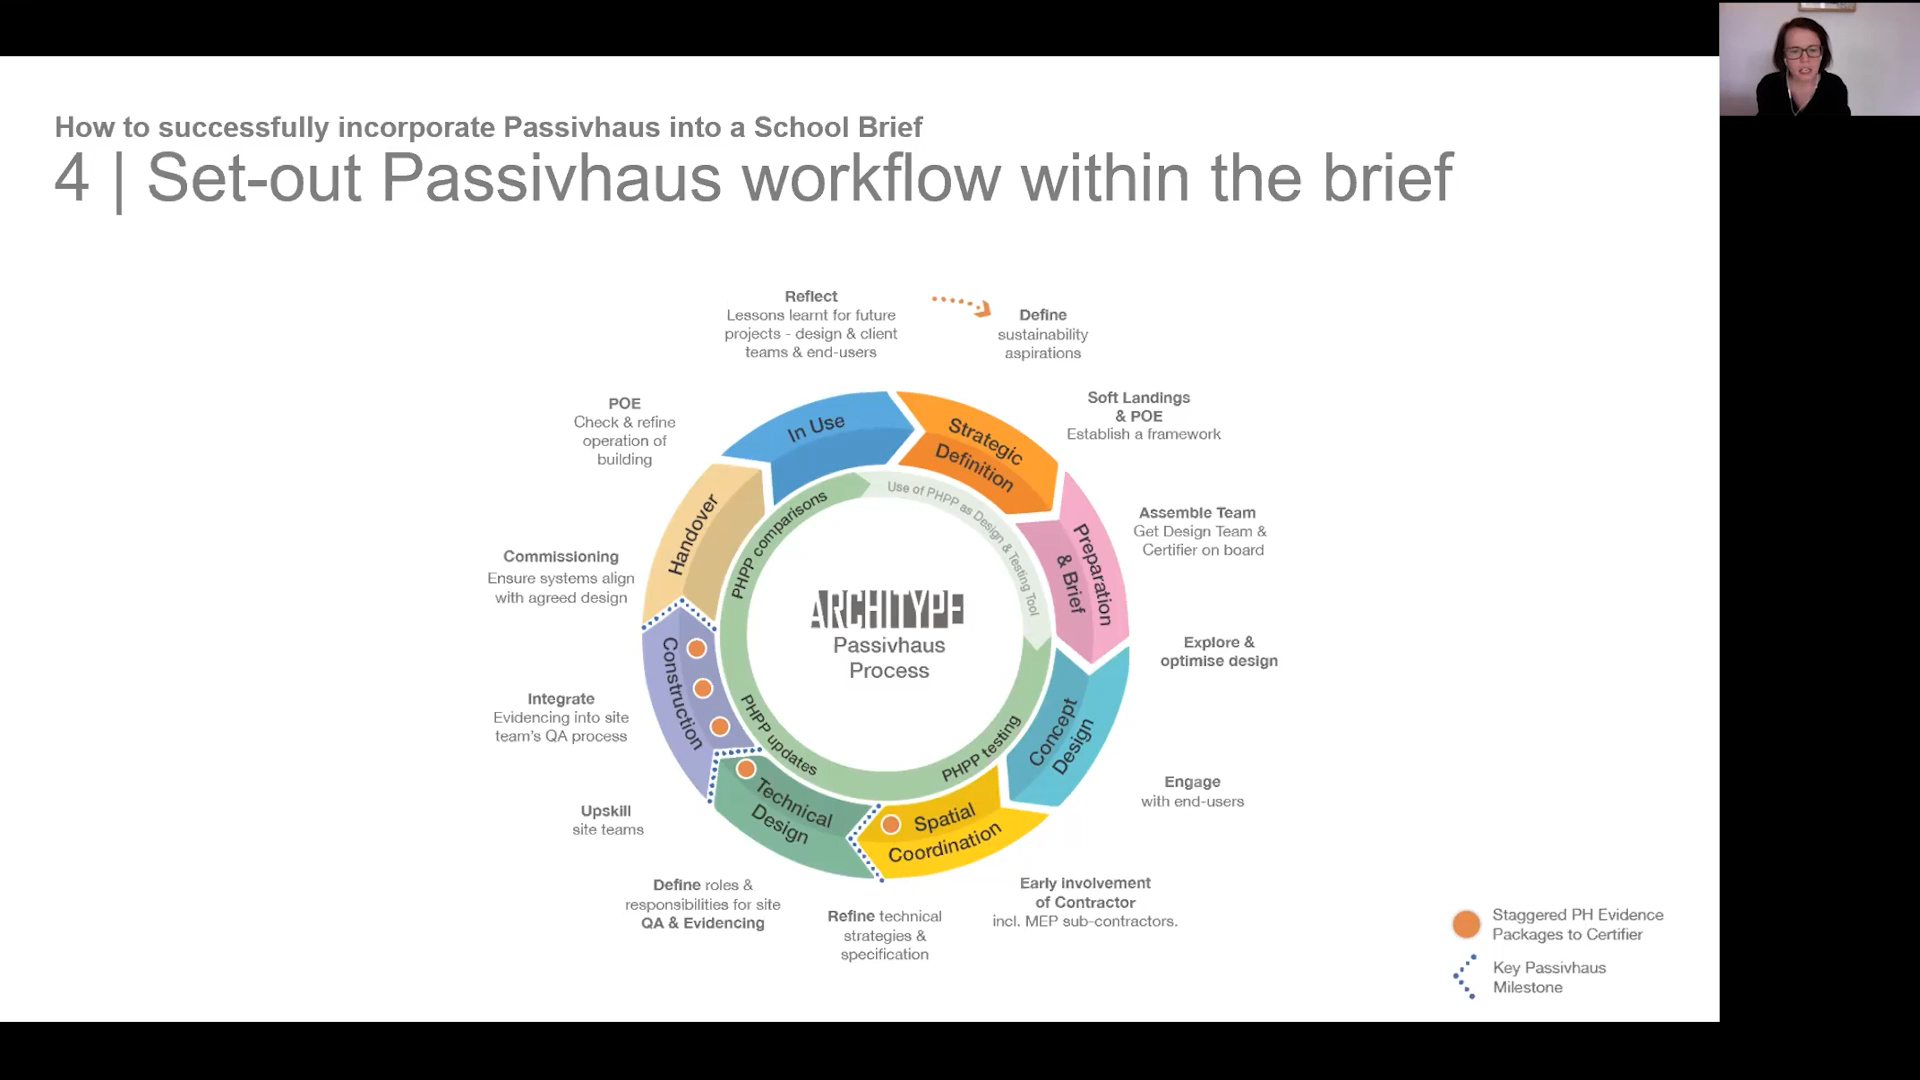 How to successfully incorporate Passivhaus into a School Brief
4 | Set-out Passivhaus workflow within the brief
Reflect
Lessons learnt for future
projects - design & client
teams & end-users
Define
sustainability
aspirations
Soft Landings
& POE
Establish a framework
Assemble Team
Get Design Team &
Certifier on board
Explore &
optimise design
Engage
with end-users
Early involvement
of Contractor
incl. MEP sub-contractors.
Refine technical
strategies &
specification
Define roles &
responsibilities for site
QA & Evidencing
Upskill
site teams
Integrate
Evidencing into site
team's QA process
Commissioning
Ensure systems align
with agreed design
POE
Check & refine
operation of
building
In Use
Strategic
Definition
Preparation
& Brief
Concept
Design
Spatial
Coordination
Technical
Design
Construction
Handover
Use of PHPP as Design & Testing Tool
PHPP testing
PHPP updates
PHPP comparisons
ARCHITYPE
Passivhaus
Process
Staggered PH Evidence
Packages to Certifier
Key Passivhaus
Milestone